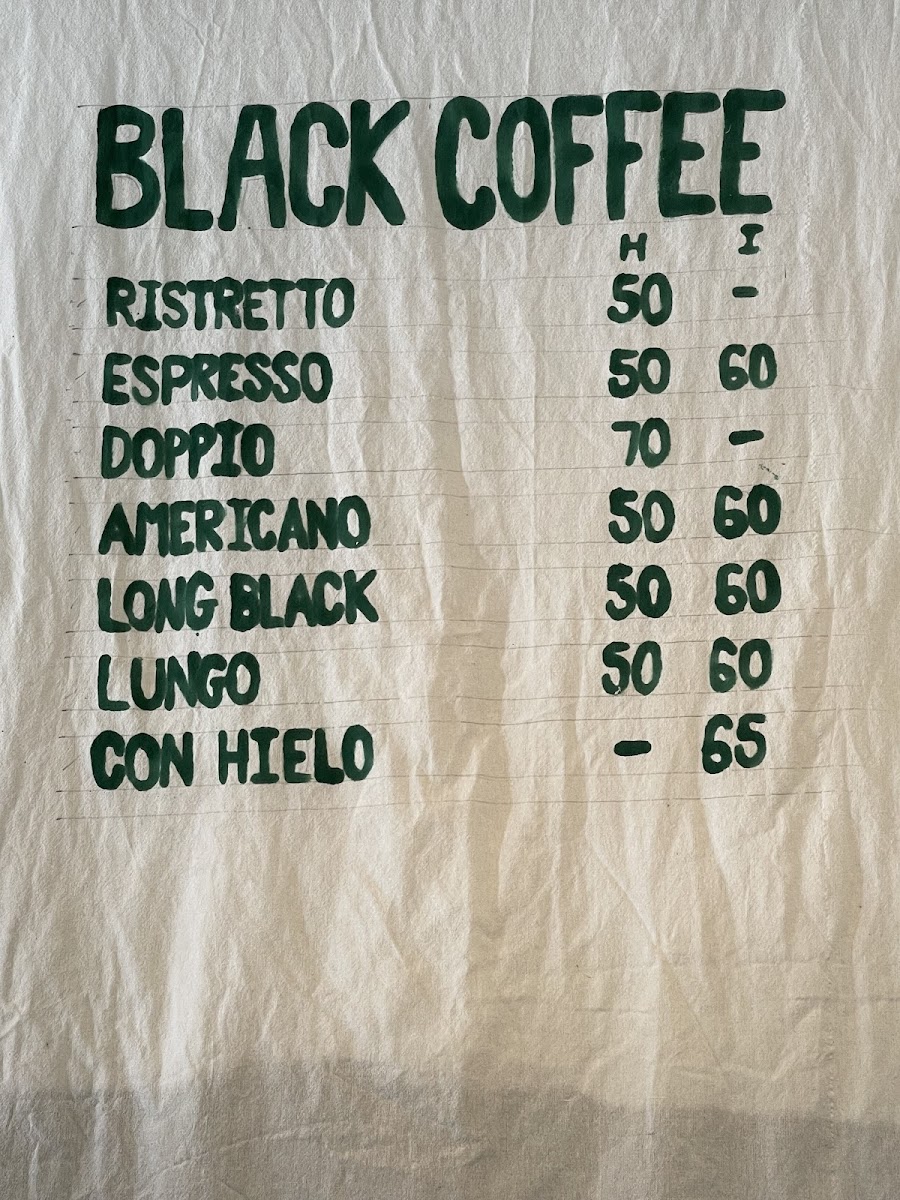 BLACK COFFEE
H I
RISTRETTO 50 -
ESPRESSO 50 60
DOPPIO 70 -
AMERICANO 50 60
LONG BLACK 50 60
LUNGO 50 60
CON HIELO - 65